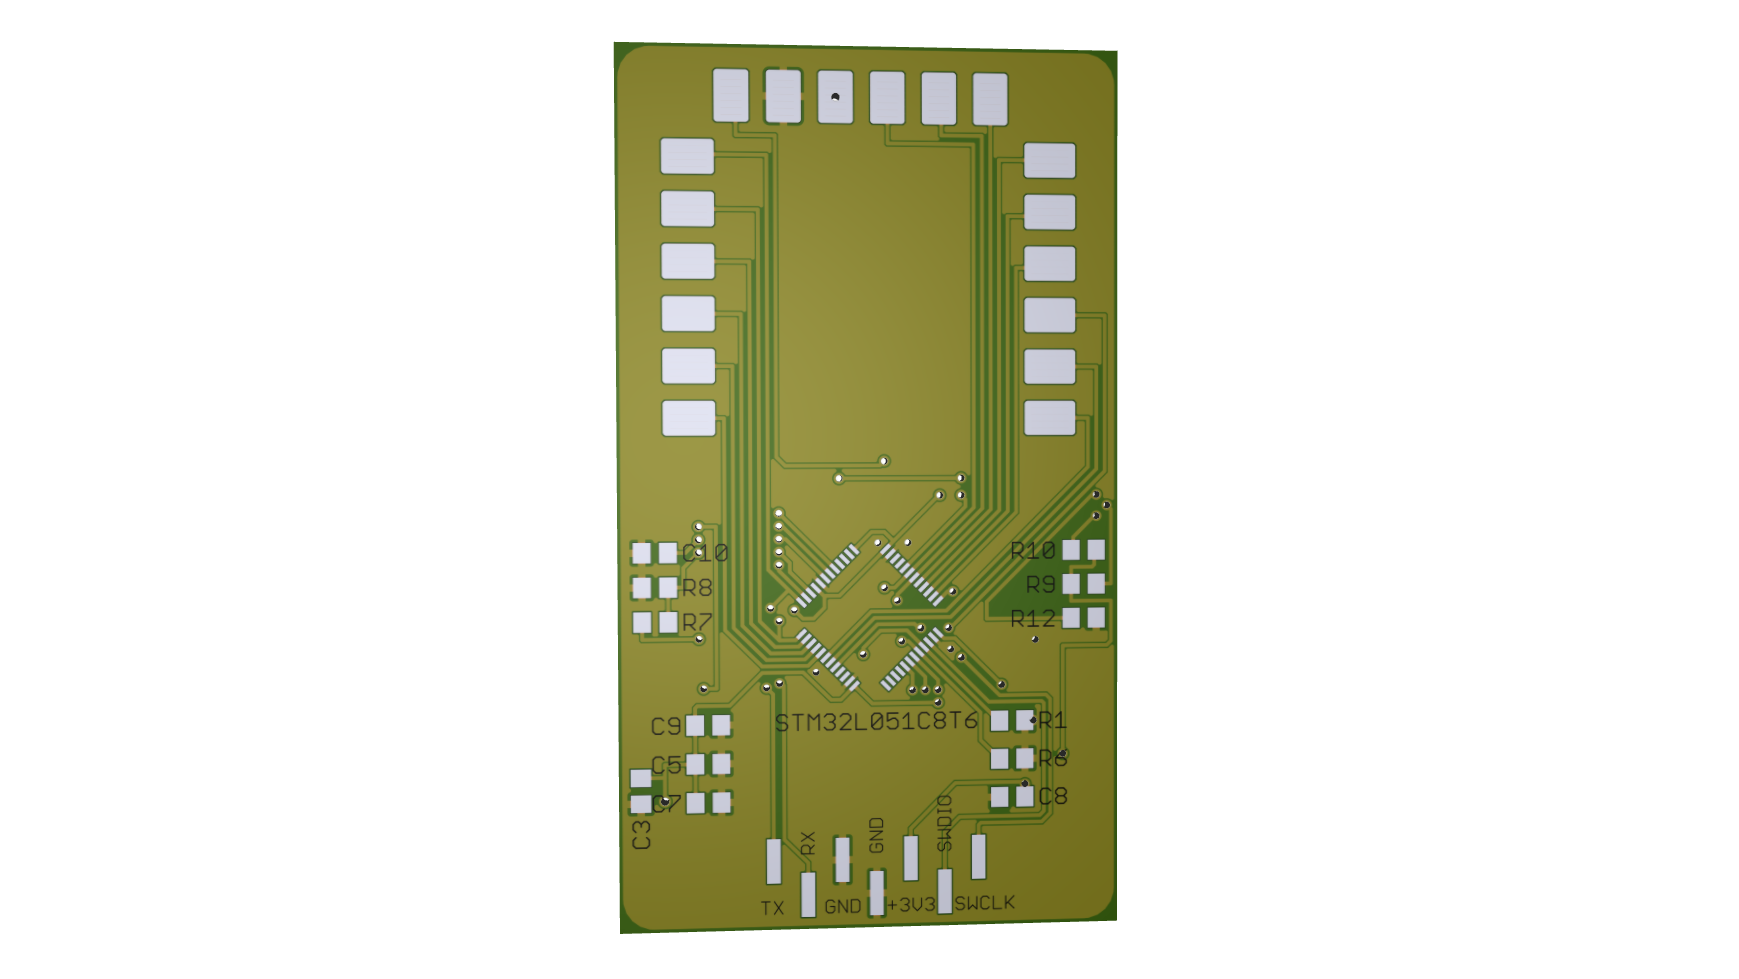 C10
R8
R7
R10
R9
R12
C9
STM32L051C8T6
R1
C5
R6
C7
C8
C3
RX
GND
SWDIO
TX
GND
+3V3
SWCLK